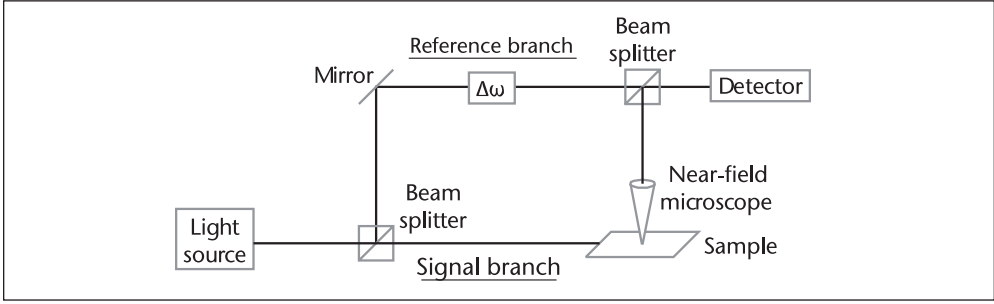 Reference branch
Beam
splitter
Mirror
Δω
Detector
Near-field
microscope
Beam
splitter
Light
source
Sample
Signal branch